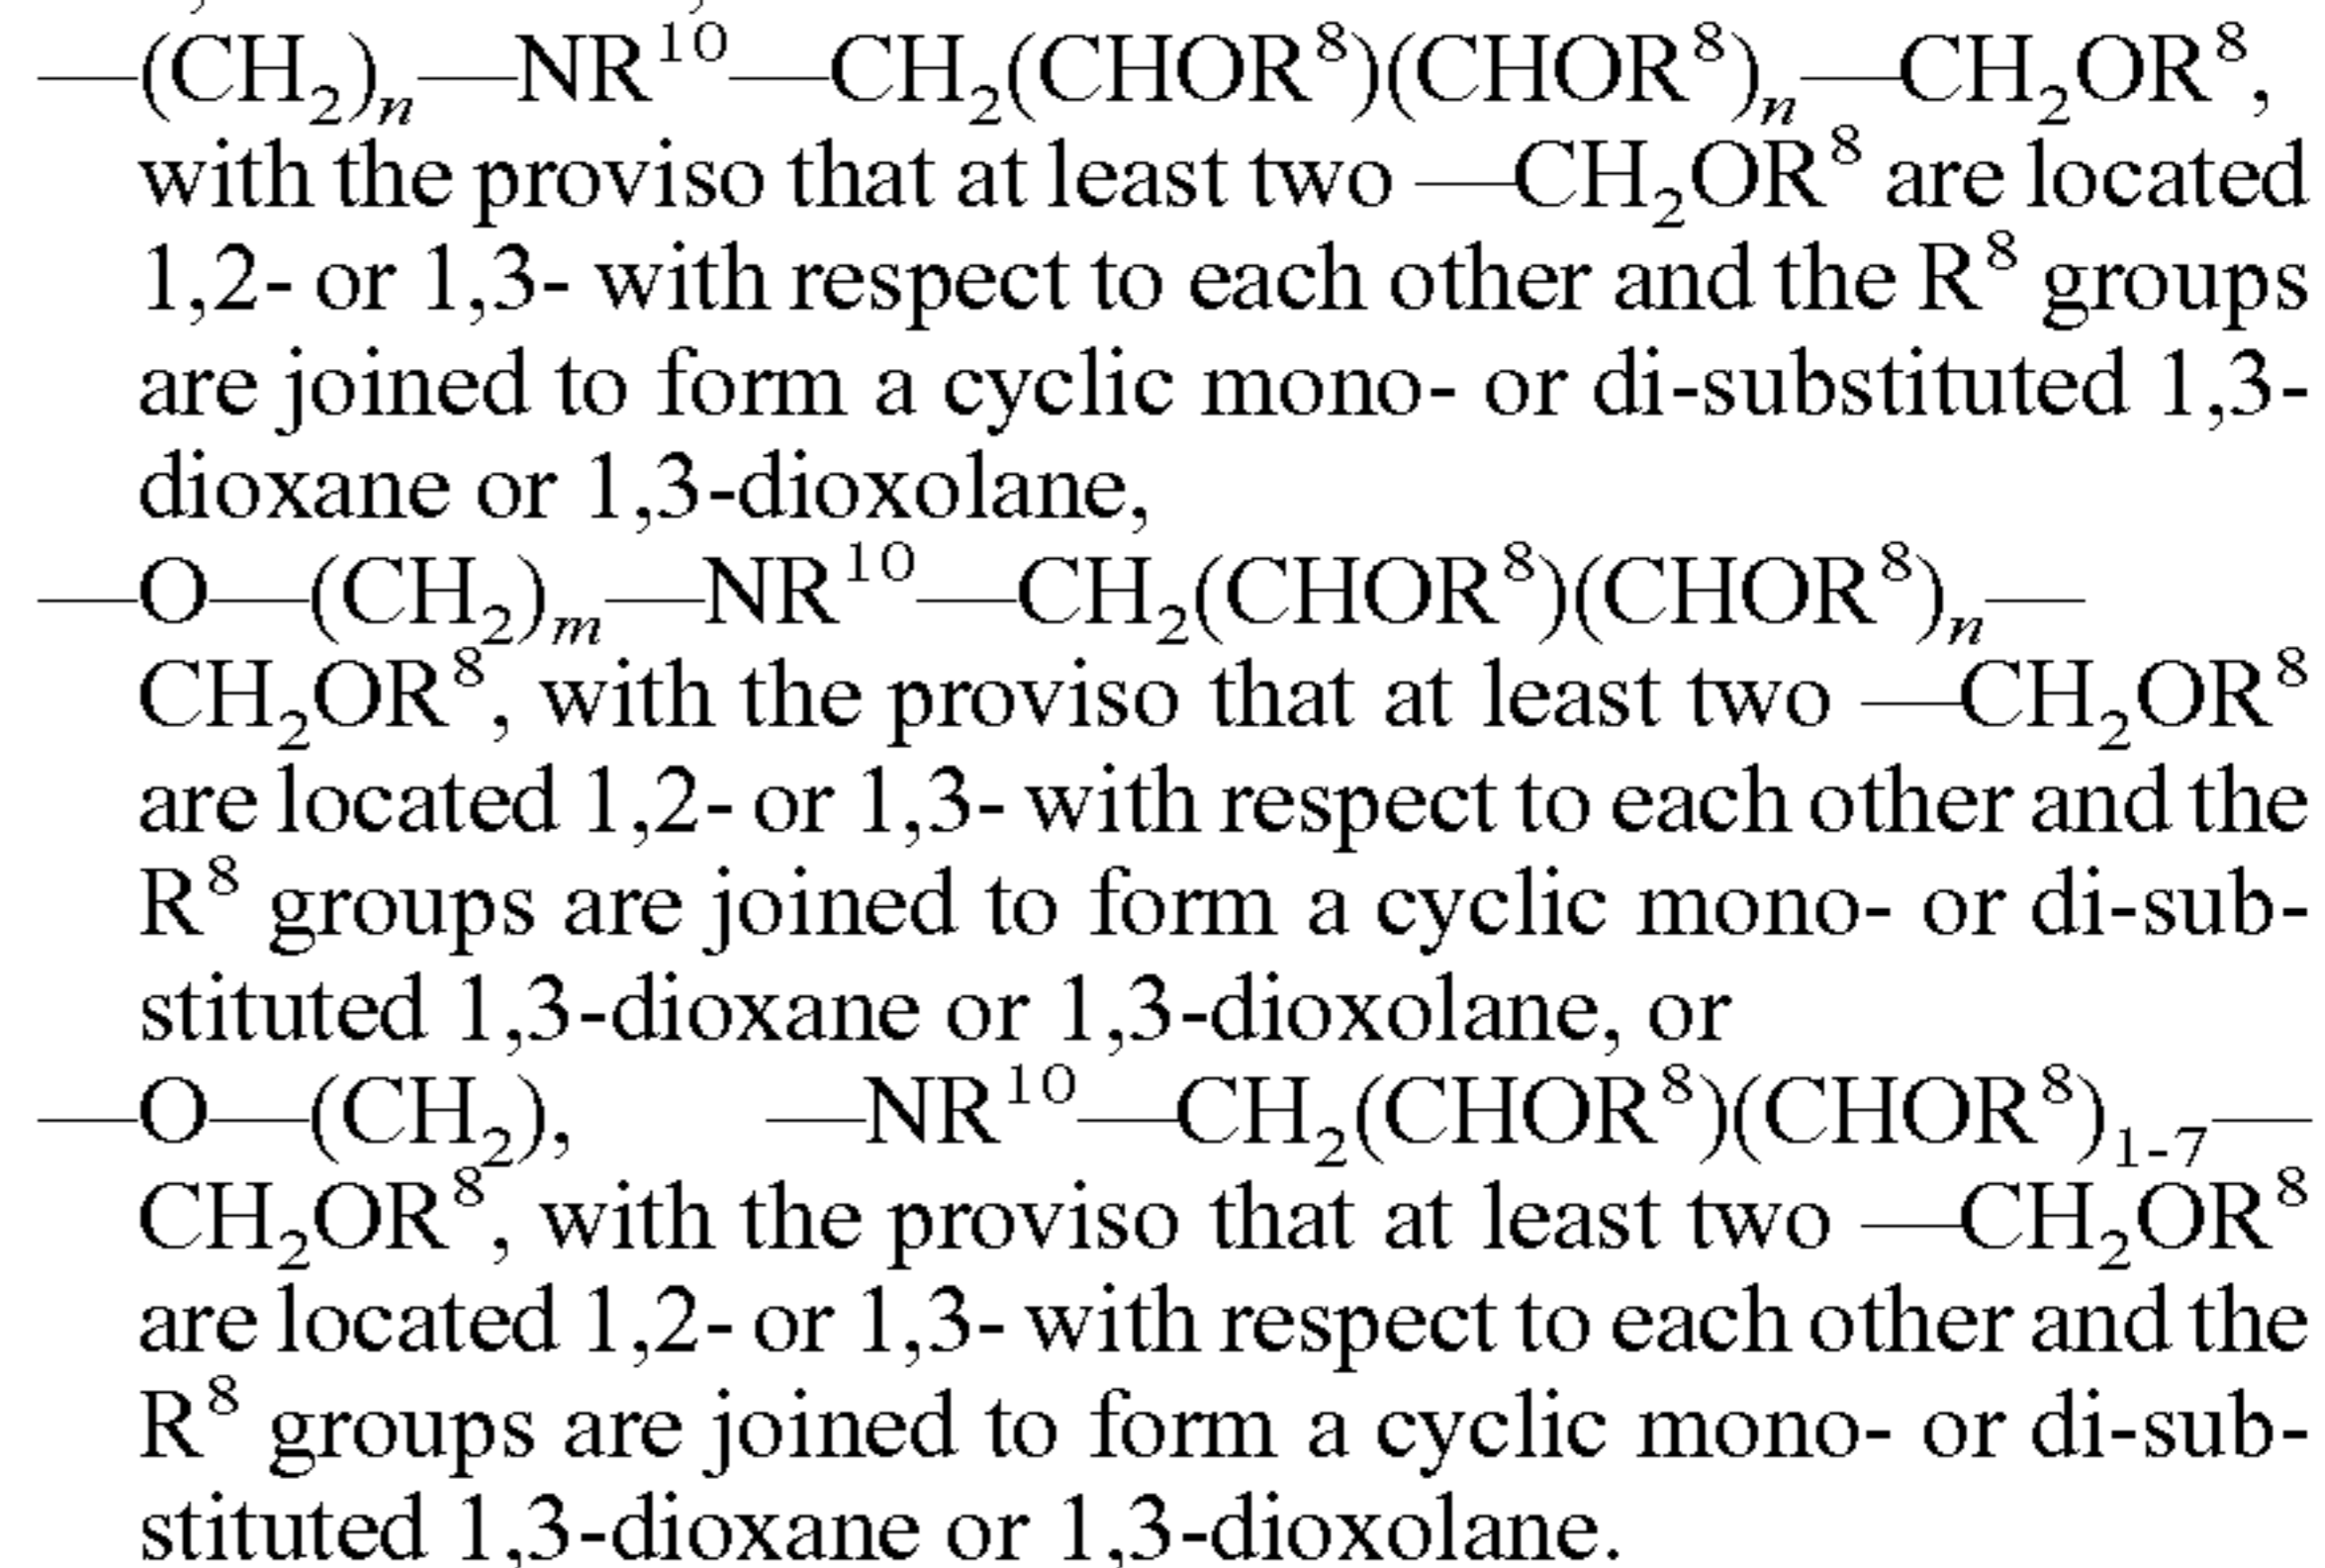 —(CH₂)ₙ—NR¹⁰—CH₂(CHOR⁸)(CHOR⁸)ₙ—CH₂OR⁸,
with the proviso that at least two —CH₂OR⁸ are located
1,2- or 1,3- with respect to each other and the R⁸ groups
are joined to form a cyclic mono- or di-substituted 1,3-
dioxane or 1,3-dioxolane,
—O—(CH₂)ₘ—NR¹⁰—CH₂(CHOR⁸)(CHOR⁸)ₙ—
CH₂OR⁸, with the proviso that at least two —CH₂OR⁸
are located 1,2- or 1,3- with respect to each other and the
R⁸ groups are joined to form a cyclic mono- or di-sub-
stituted 1,3-dioxane or 1,3-dioxolane, or
—O—(CH₂), —NR¹⁰—CH₂(CHOR⁸)(CHOR⁸)₁₋₇—
CH₂OR⁸, with the proviso that at least two —CH₂OR⁸
are located 1,2- or 1,3- with respect to each other and the
R⁸ groups are joined to form a cyclic mono- or di-sub-
stituted 1,3-dioxane or 1,3-dioxolane.